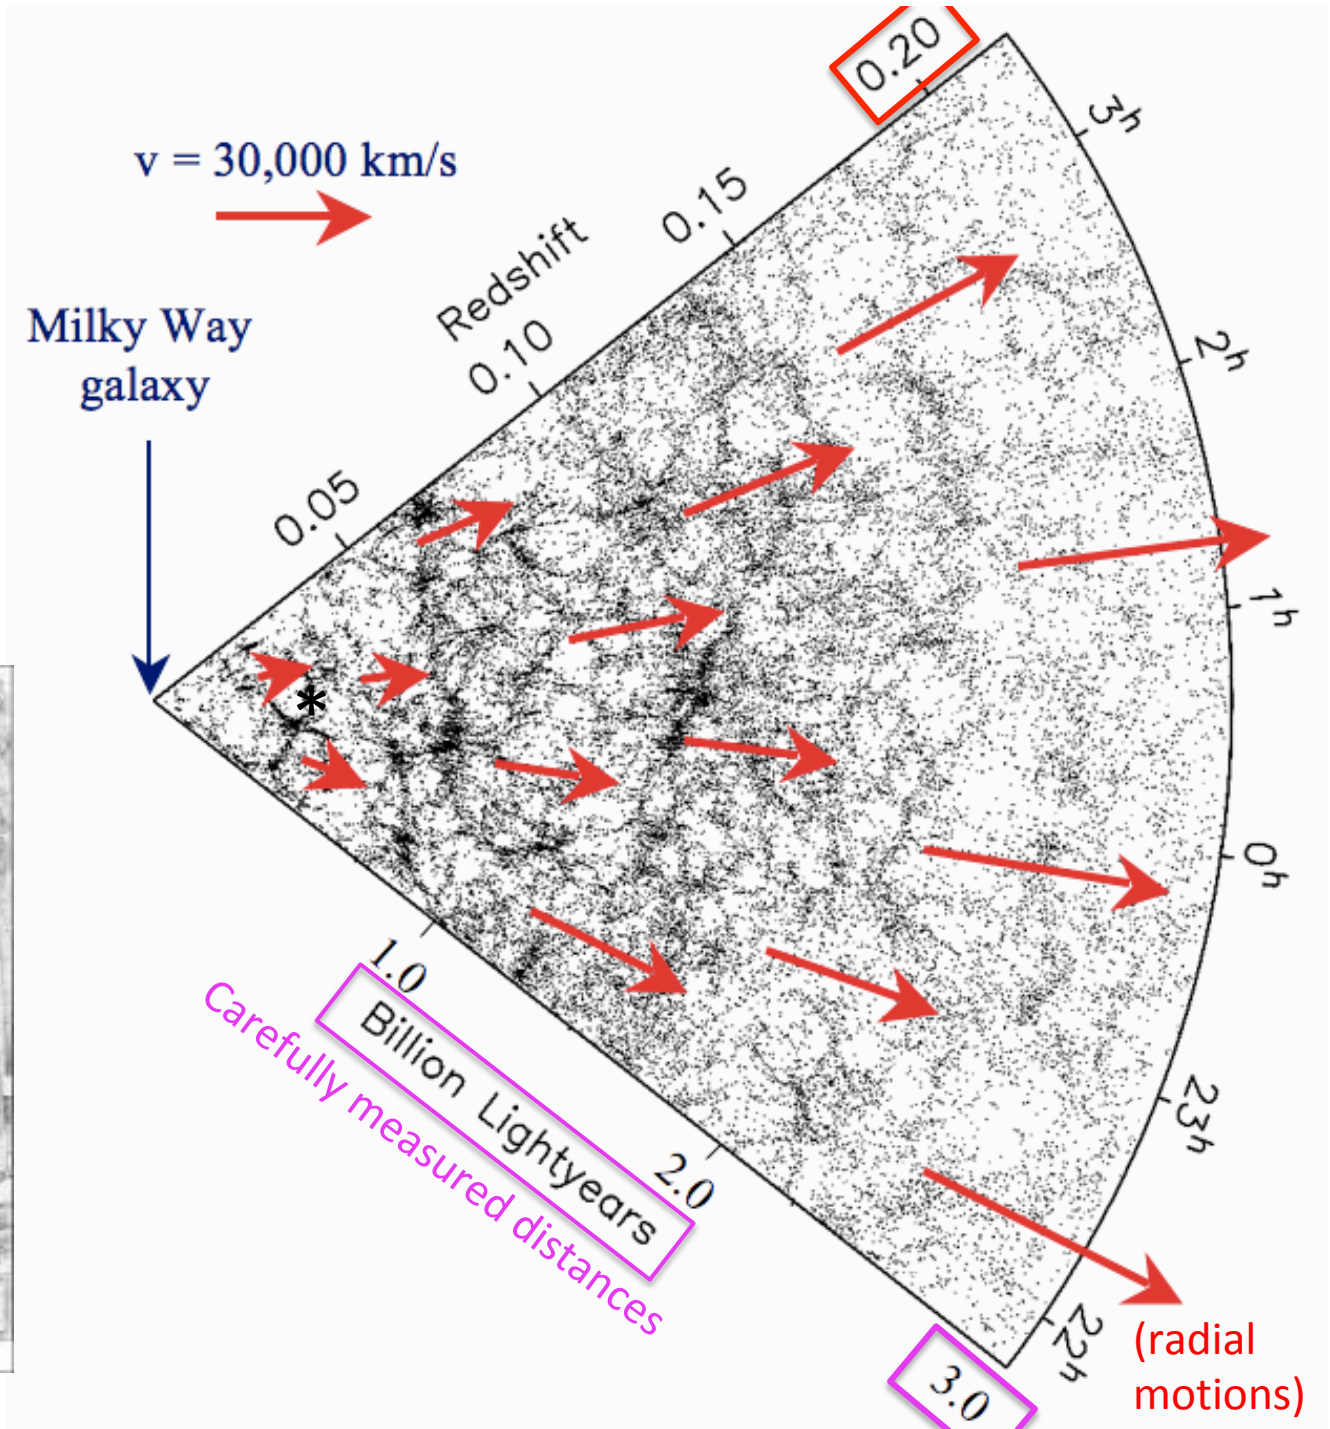 0.20
3h
v = 30,000 km/s
0.15
Redshift
Milky Way
galaxy
0.10
2h
0.05
1h
*
0h
1.0
Billion Lightyears
Carefully measured distances
2.0
23h
22h
3.0
(radial
motions)